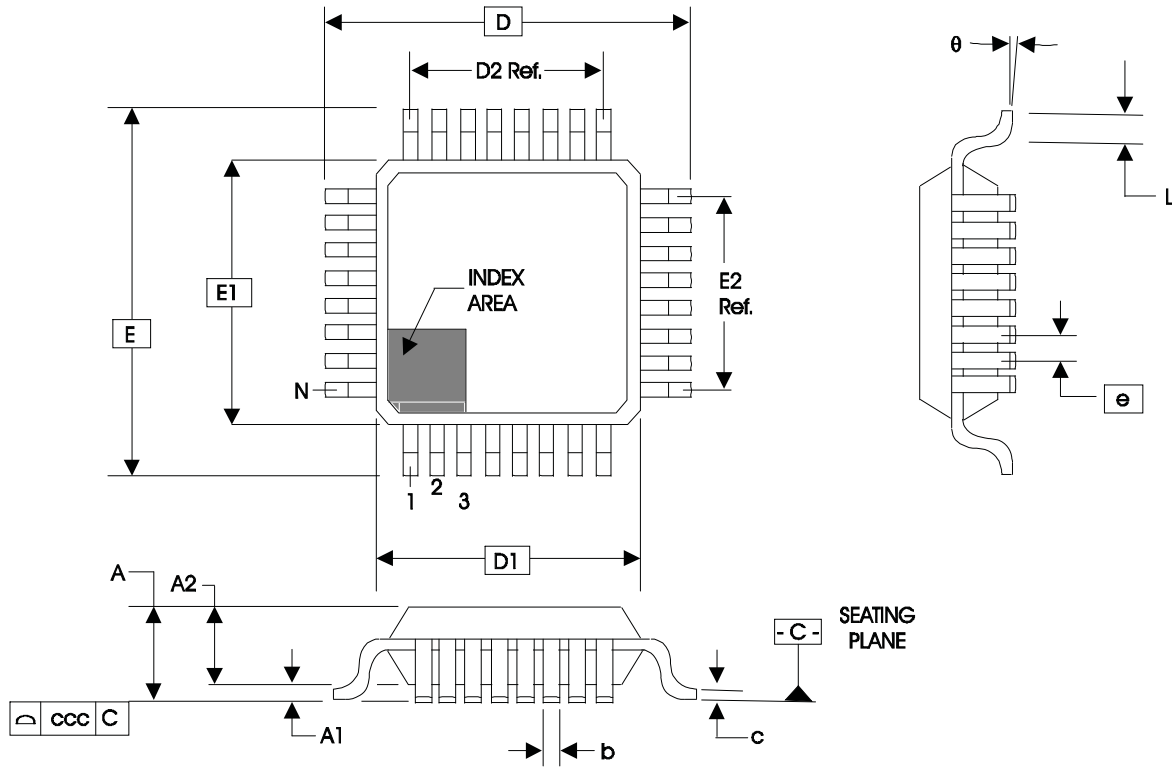 D
D2 Ref.
θ
L
INDEX
AREA
E1
E2
Ref.
E
N
e
1
2
3
D1
A
A2
SEATING
PLANE
- C -
ccc C
A1
b
c